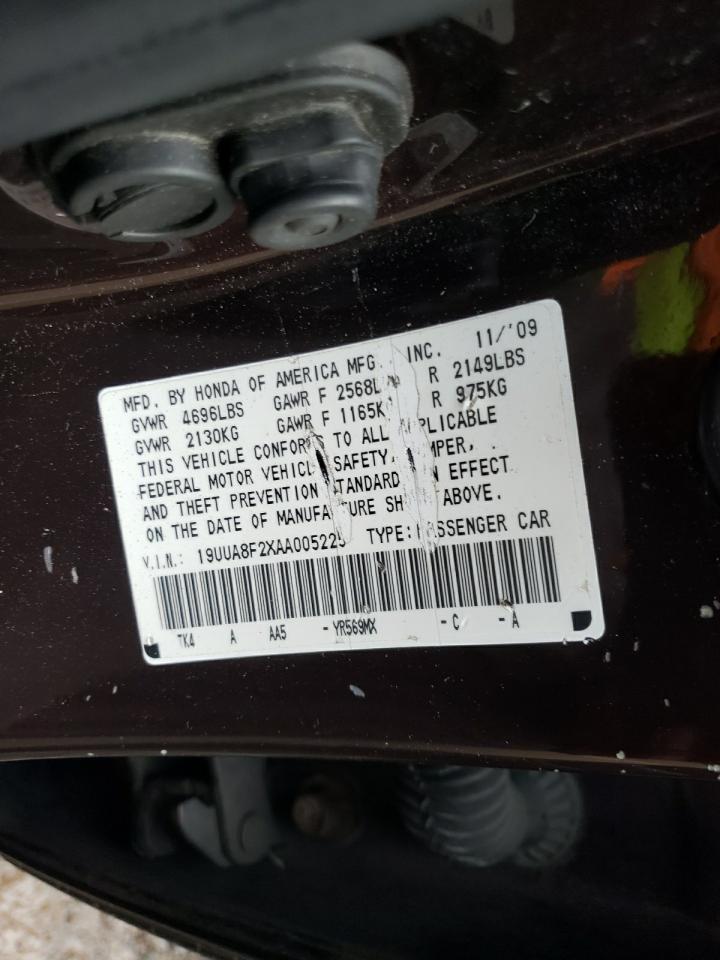 MFD. BY HONDA OF AMERICA MFG. INC. 11/'09
GVWR 4696LBS GAWR F 2568L R 2149LBS
GVWR 2130KG GAWR F 1165K R 975KG
THIS VEHICLE CONFOR TO ALL PLICABLE
FEDERAL MOTOR VEHICL SAFETY, MPER,
AND THEFT PREVENTION STANDARD N EFFECT
ON THE DATE OF MANUFA TURE SH ABOVE.
V.I.N.: 19UUA8F2XAA005225 TYPE: SSENGER CAR
TK4 A AA5 -YR569MX -C -A